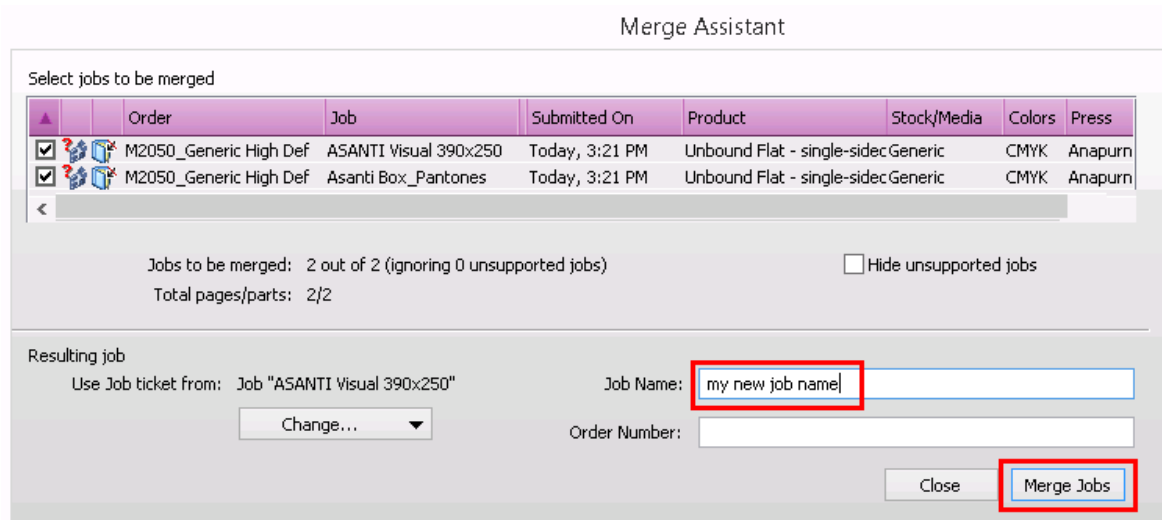 Merge Assistant
Select jobs to be merged
Order Job Submitted On Product Stock/Media Colors Press
M2050_Generic High Def ASANTI Visual 390x250 Today, 3:21 PM Unbound Flat - single-sidec Generic CMYK Anapurn
M2050_Generic High Def Asanti Box_Pantones Today, 3:21 PM Unbound Flat - single-sidec Generic CMYK Anapurn
Jobs to be merged: 2 out of 2 (ignoring 0 unsupported jobs) Hide unsupported jobs
Total pages/parts: 2/2
Resulting job
Use Job ticket from: Job "ASANTI Visual 390x250" Job Name: my new job name
Change... Order Number:
Close Merge Jobs